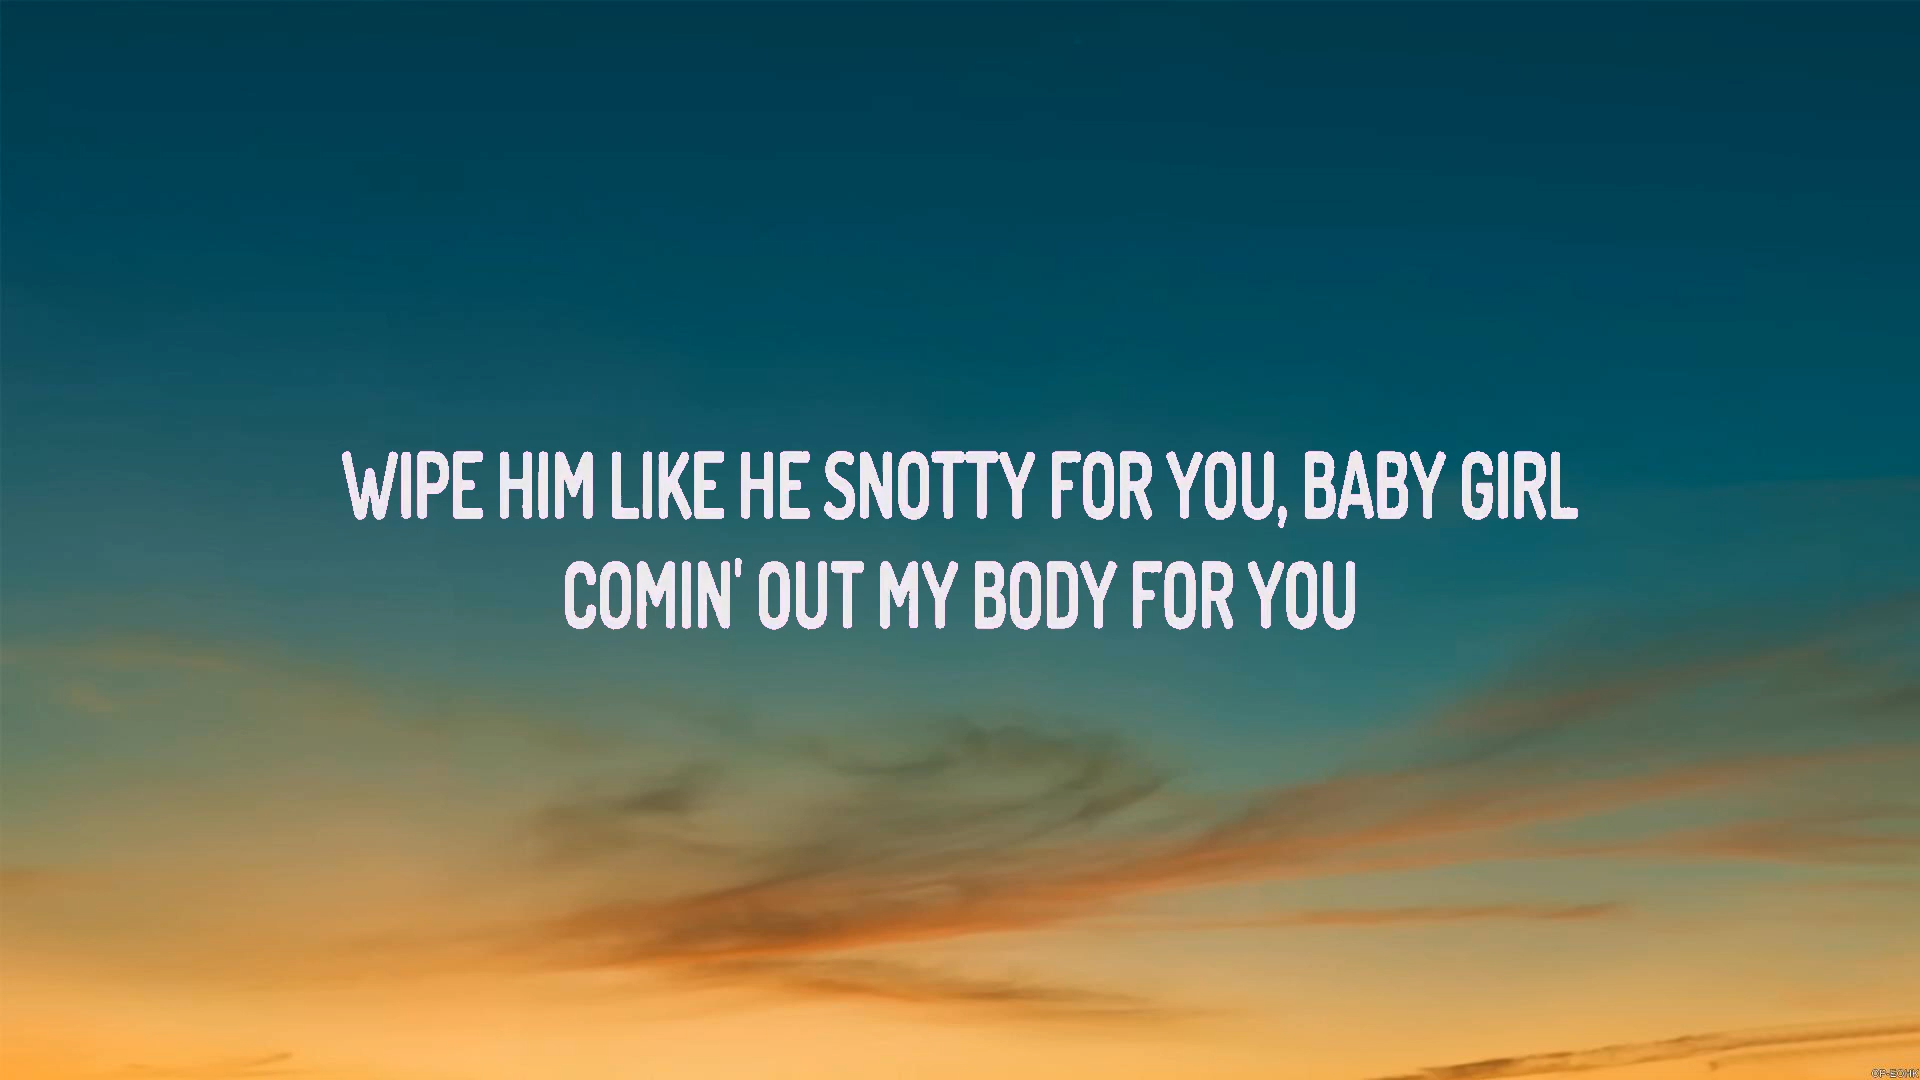 WIPE HIM LIKE HE SNOTTY FOR YOU, BABY GIRL
COMIN' OUT MY BODY FOR YOU